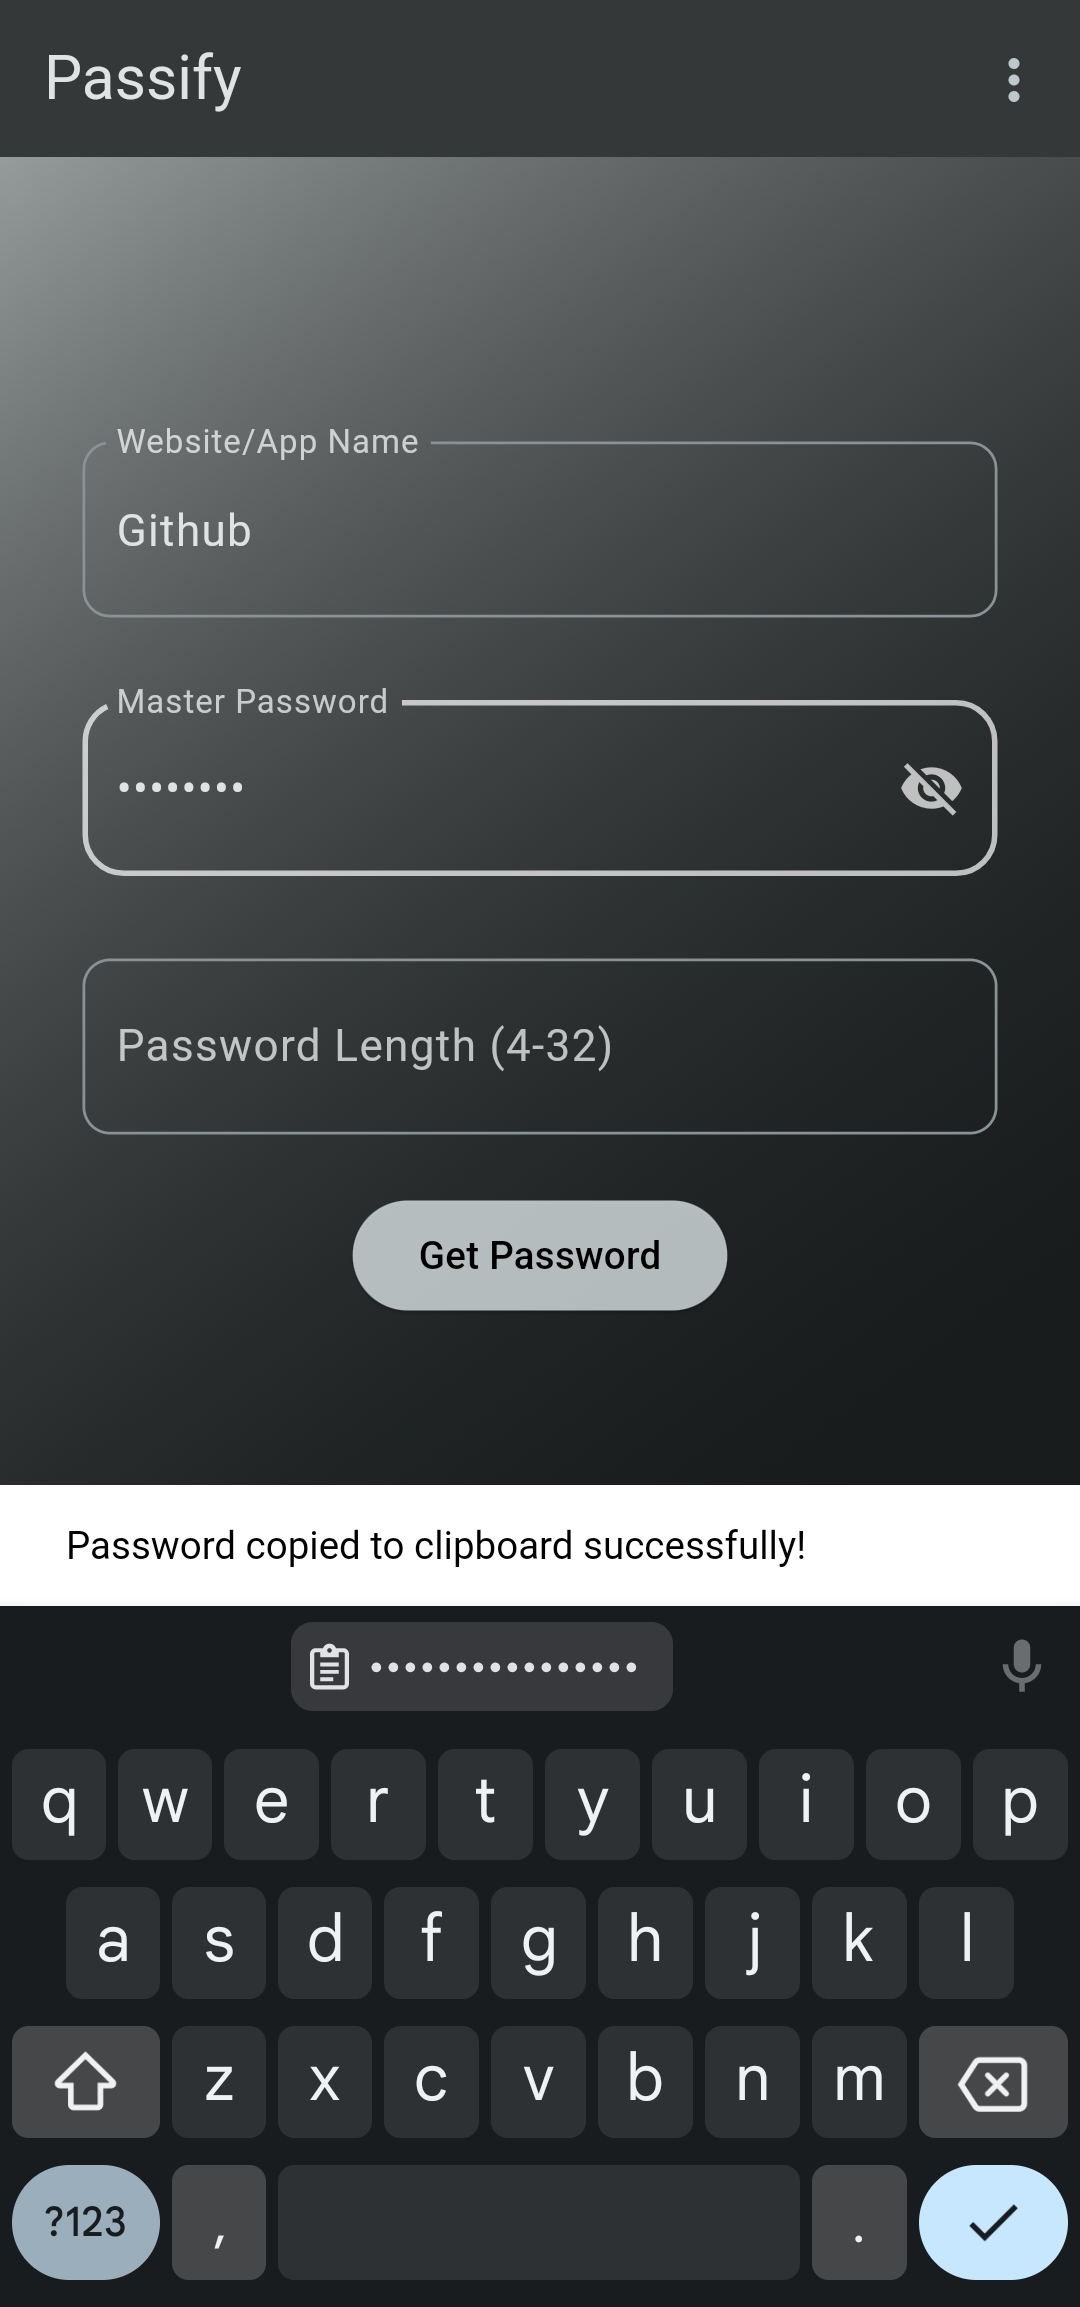 Passify
Website/App Name
Github
Master Password
••••••••
Password Length (4-32)
Get Password
Password copied to clipboard successfully!
••••••••••••••••
q w e r t y u i o p
a s d f g h j k l
z x c v b n m
?123 , .